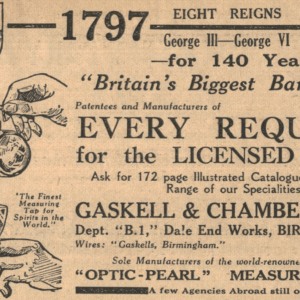 1797
EIGHT REIGNS
George III—George VI
—for 140 Yea
"Britain's Biggest Bar
Patentees and Manufacturers of
EVERY REQU
for the LICENSED
Ask for 172 page Illustrated Catalogue
Range of our Specialities
"The Finest
Measuring
Tap for
Spirits in the
World."
GASKELL & CHAMBE
Dept. "B.1," Dale End Works, BIR
Wires: "Gaskells, Birmingham."
Sole Manufacturers of the world-renowne
"OPTIC-PEARL" MEASUR
A few Agencies Abroad still o